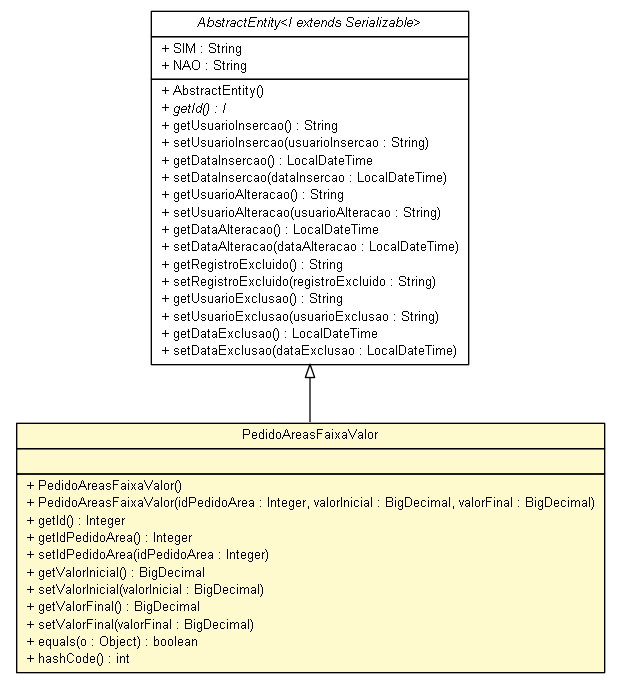 AbstractEntity<I extends Serializable>
+ SIM : String
+ NAO : String
+ AbstractEntity()
+ getId() : I
+ getUsuarioInsercao() : String
+ setUsuarioInsercao(usuarioInsercao : String)
+ getDataInsercao() : LocalDateTime
+ setDataInsercao(dataInsercao : LocalDateTime)
+ getUsuarioAlteracao() : String
+ setUsuarioAlteracao(usuarioAlteracao : String)
+ getDataAlteracao() : LocalDateTime
+ setDataAlteracao(dataAlteracao : LocalDateTime)
+ getRegistroExcluido() : String
+ setRegistroExcluido(registroExcluido : String)
+ getUsuarioExclusao() : String
+ setUsuarioExclusao(usuarioExclusao : String)
+ getDataExclusao() : LocalDateTime
+ setDataExclusao(dataExclusao : LocalDateTime)
PedidoAreasFaixaValor
+ PedidoAreasFaixaValor()
+ PedidoAreasFaixaValor(idPedidoArea : Integer, valorInicial : BigDecimal, valorFinal : BigDecimal)
+ getId() : Integer
+ getIdPedidoArea() : Integer
+ setIdPedidoArea(idPedidoArea : Integer)
+ getValorInicial() : BigDecimal
+ setValorInicial(valorInicial : BigDecimal)
+ getValorFinal() : BigDecimal
+ setValorFinal(valorFinal : BigDecimal)
+ equals(o : Object) : boolean
+ hashCode() : int